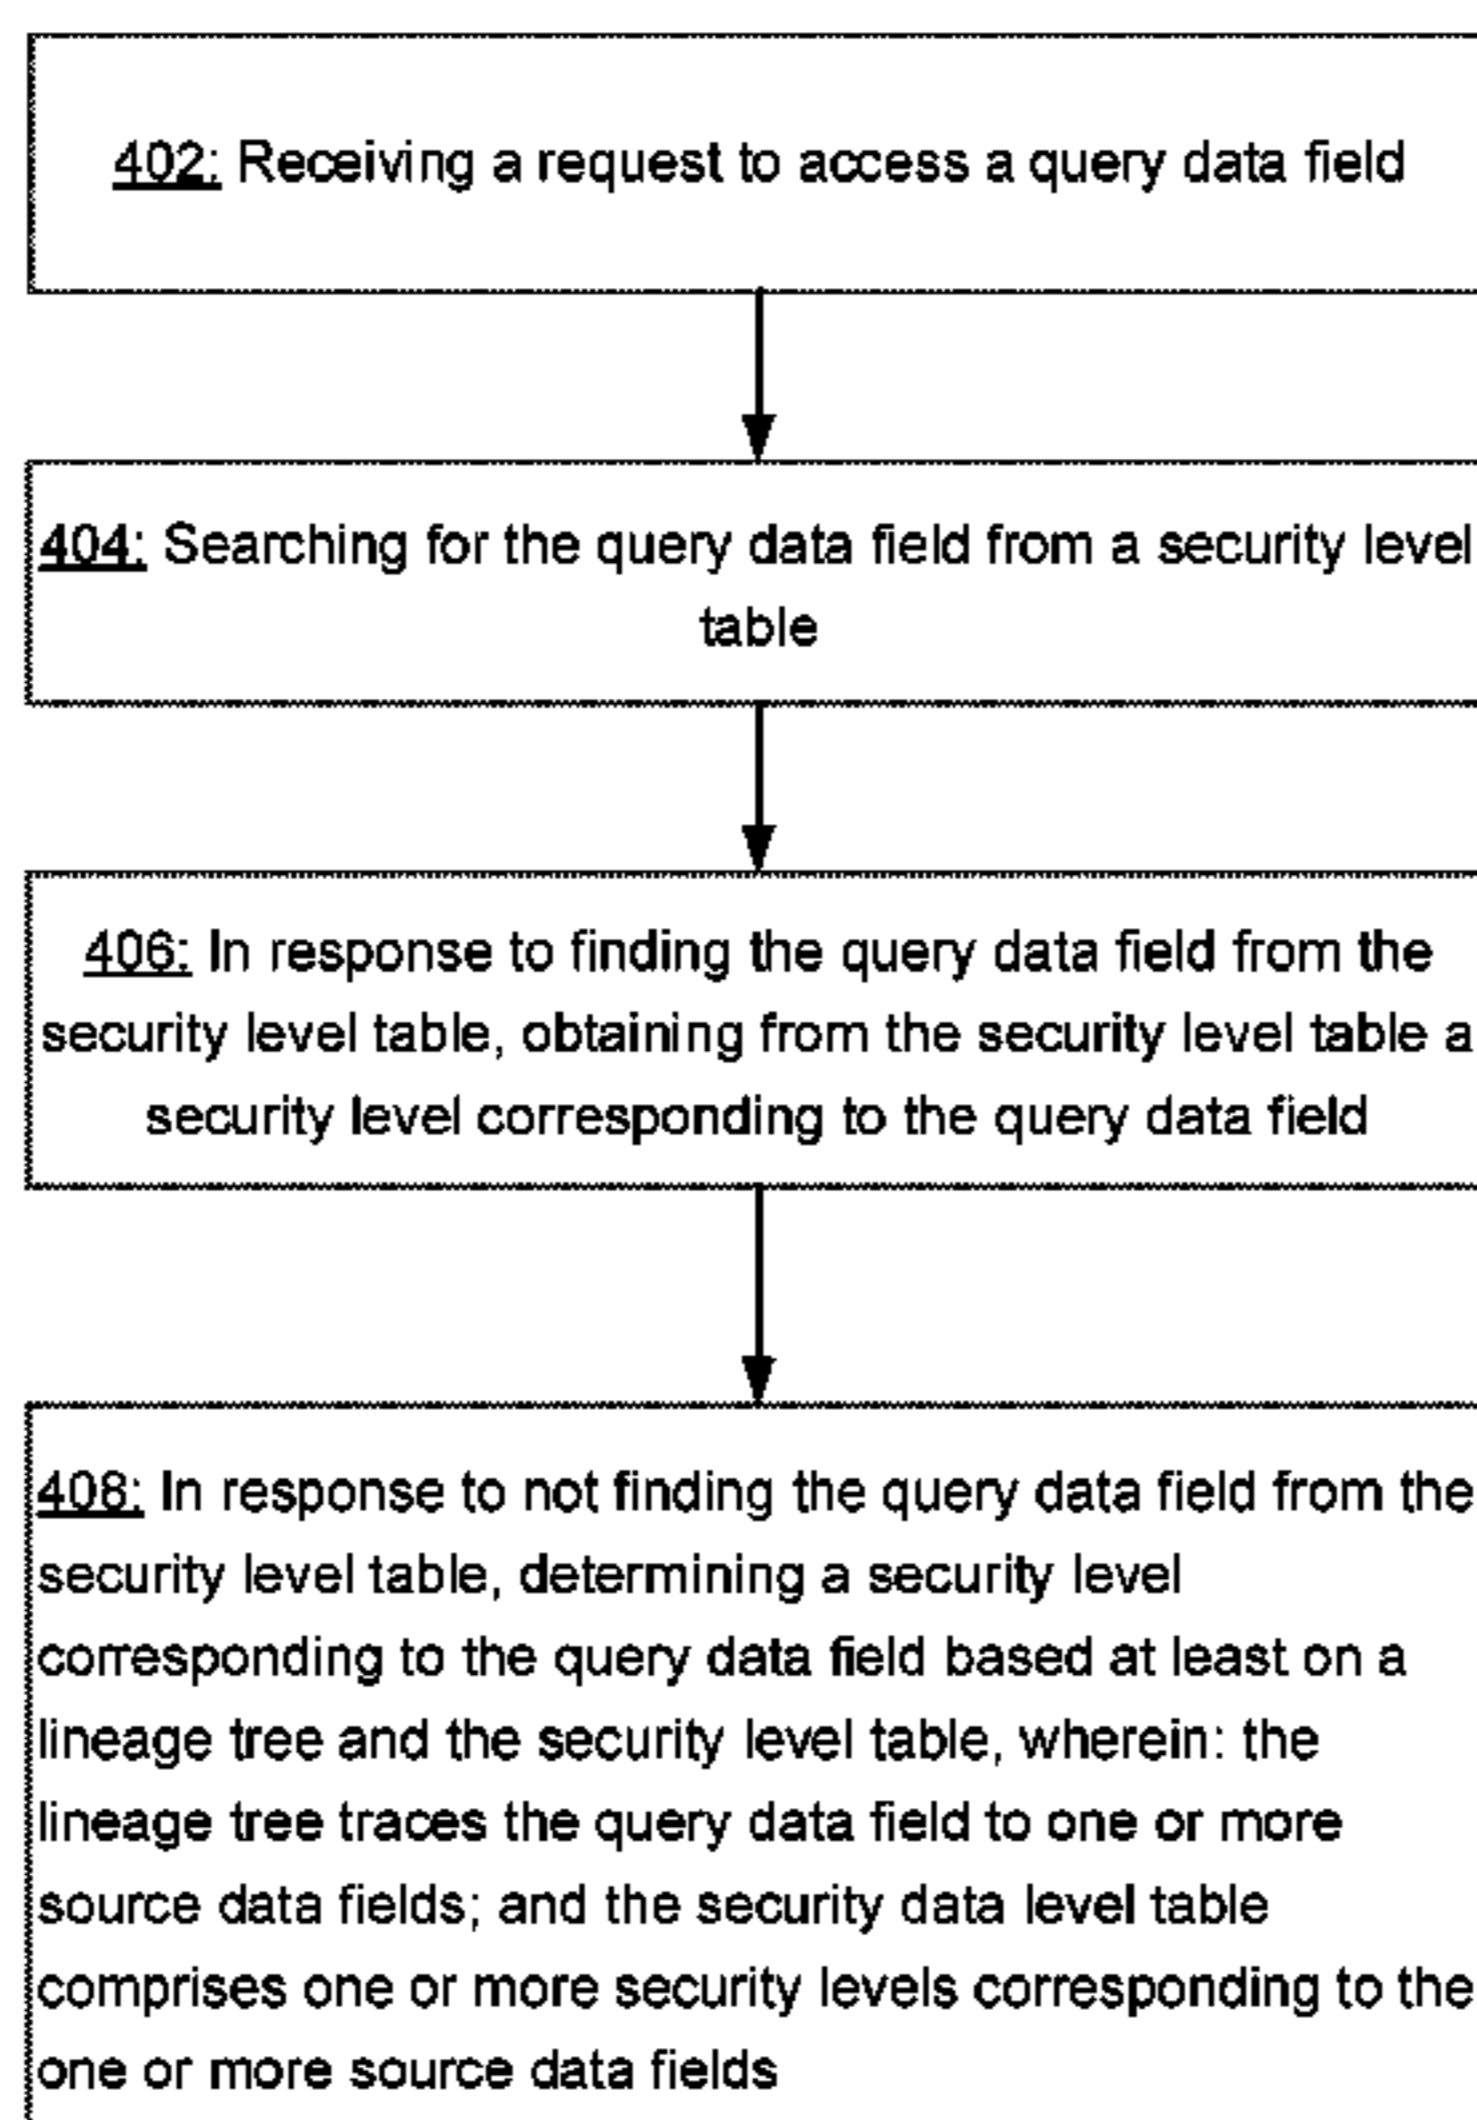 402: Receiving a request to access a query data field
404: Searching for the query data field from a security level
table
406: In response to finding the query data field from the
security level table, obtaining from the security level table a
security level corresponding to the query data field
408: In response to not finding the query data field from the
security level table, determining a security level
corresponding to the query data field based at least on a
lineage tree and the security level table, wherein: the
lineage tree traces the query data field to one or more
source data fields; and the security data level table
comprises one or more security levels corresponding to the
one or more source data fields